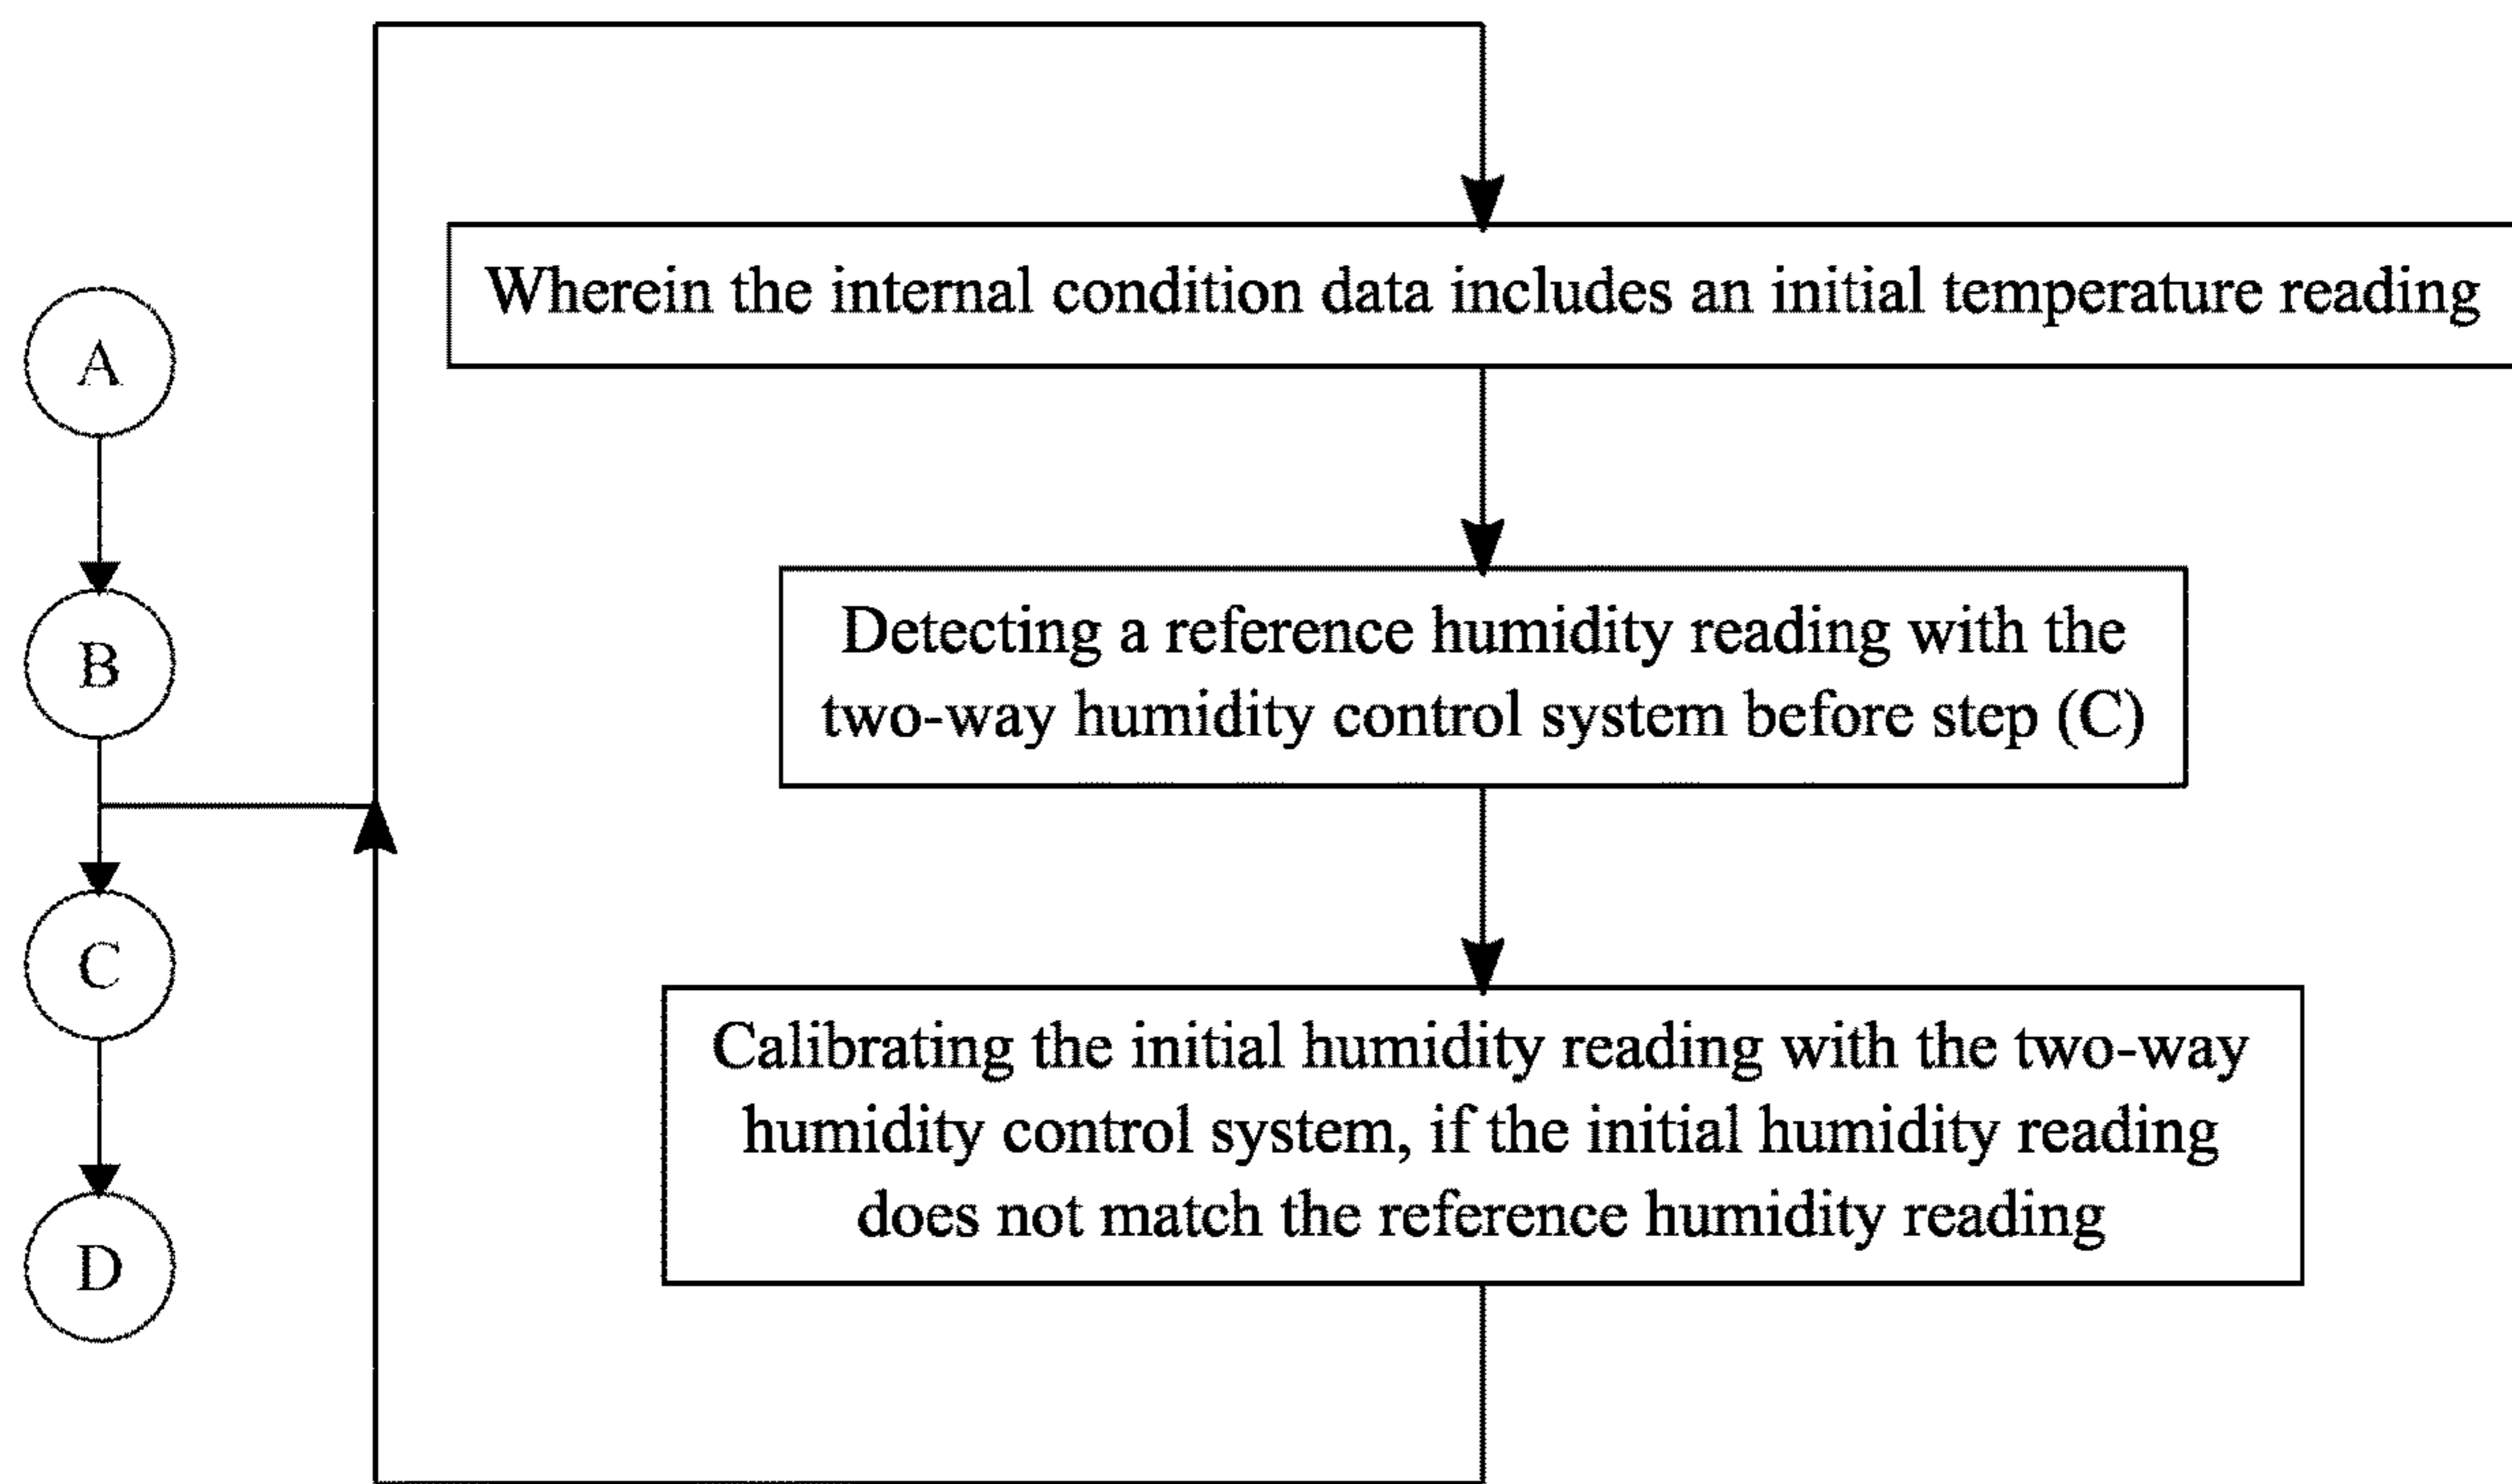 A
B
C
D
Wherein the internal condition data includes an initial temperature reading
Detecting a reference humidity reading with the
two-way humidity control system before step (C)
Calibrating the initial humidity reading with the two-way
humidity control system, if the initial humidity reading
does not match the reference humidity reading